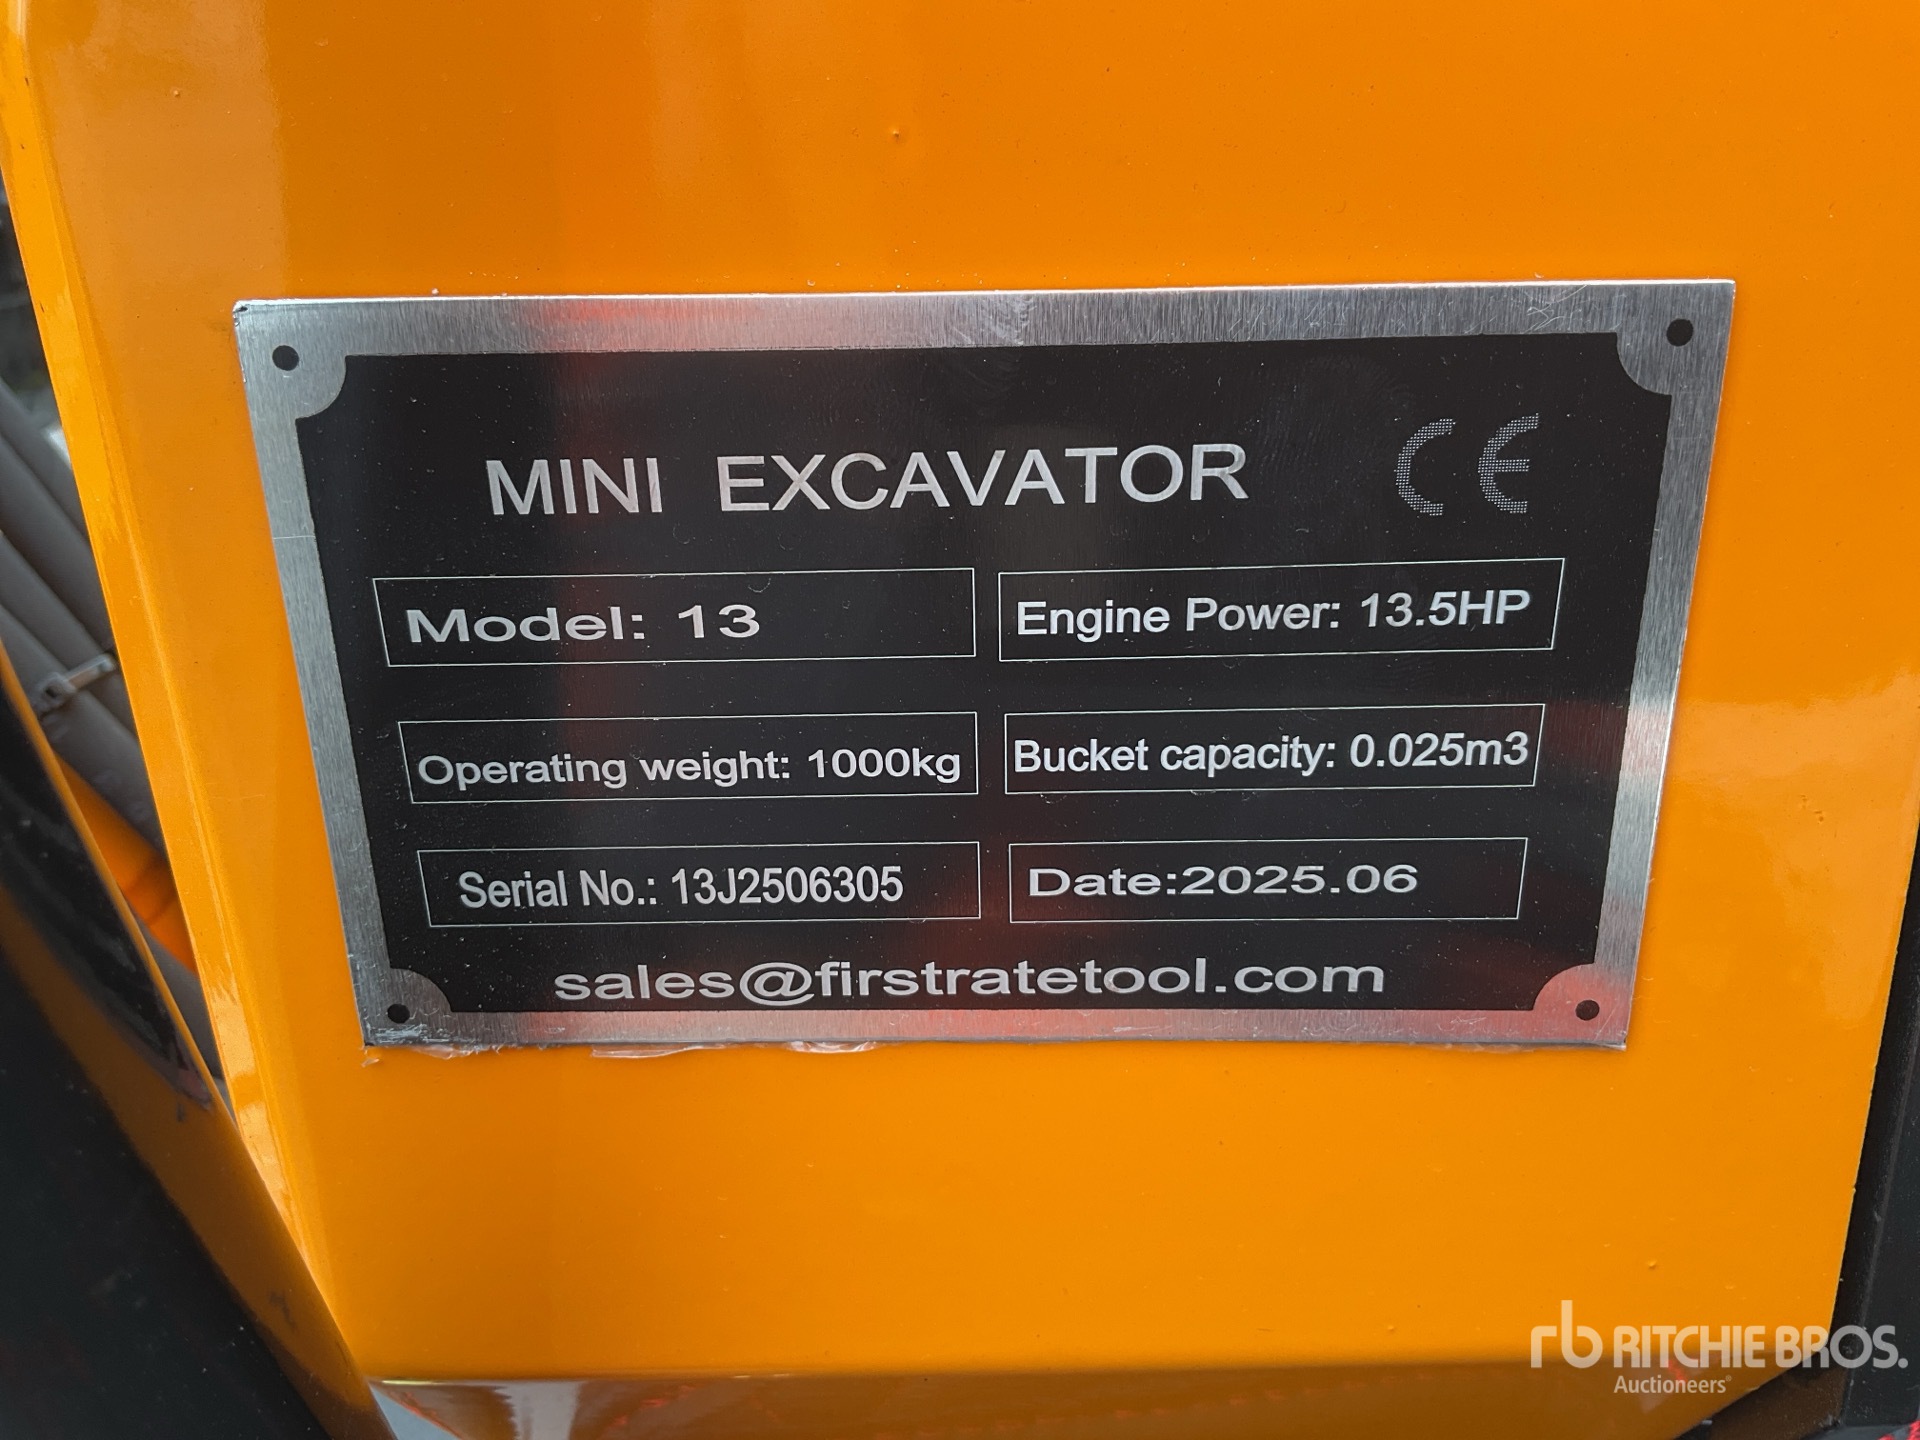 MINI EXCAVATOR CE
Model: 13
Engine Power: 13.5HP
Operating weight: 1000kg
Bucket capacity: 0.025m3
Serial No.: 13J2506305
Date:2025.06
sales@firstratetool.com
rb RITCHIE BROS.
Auctioneers®